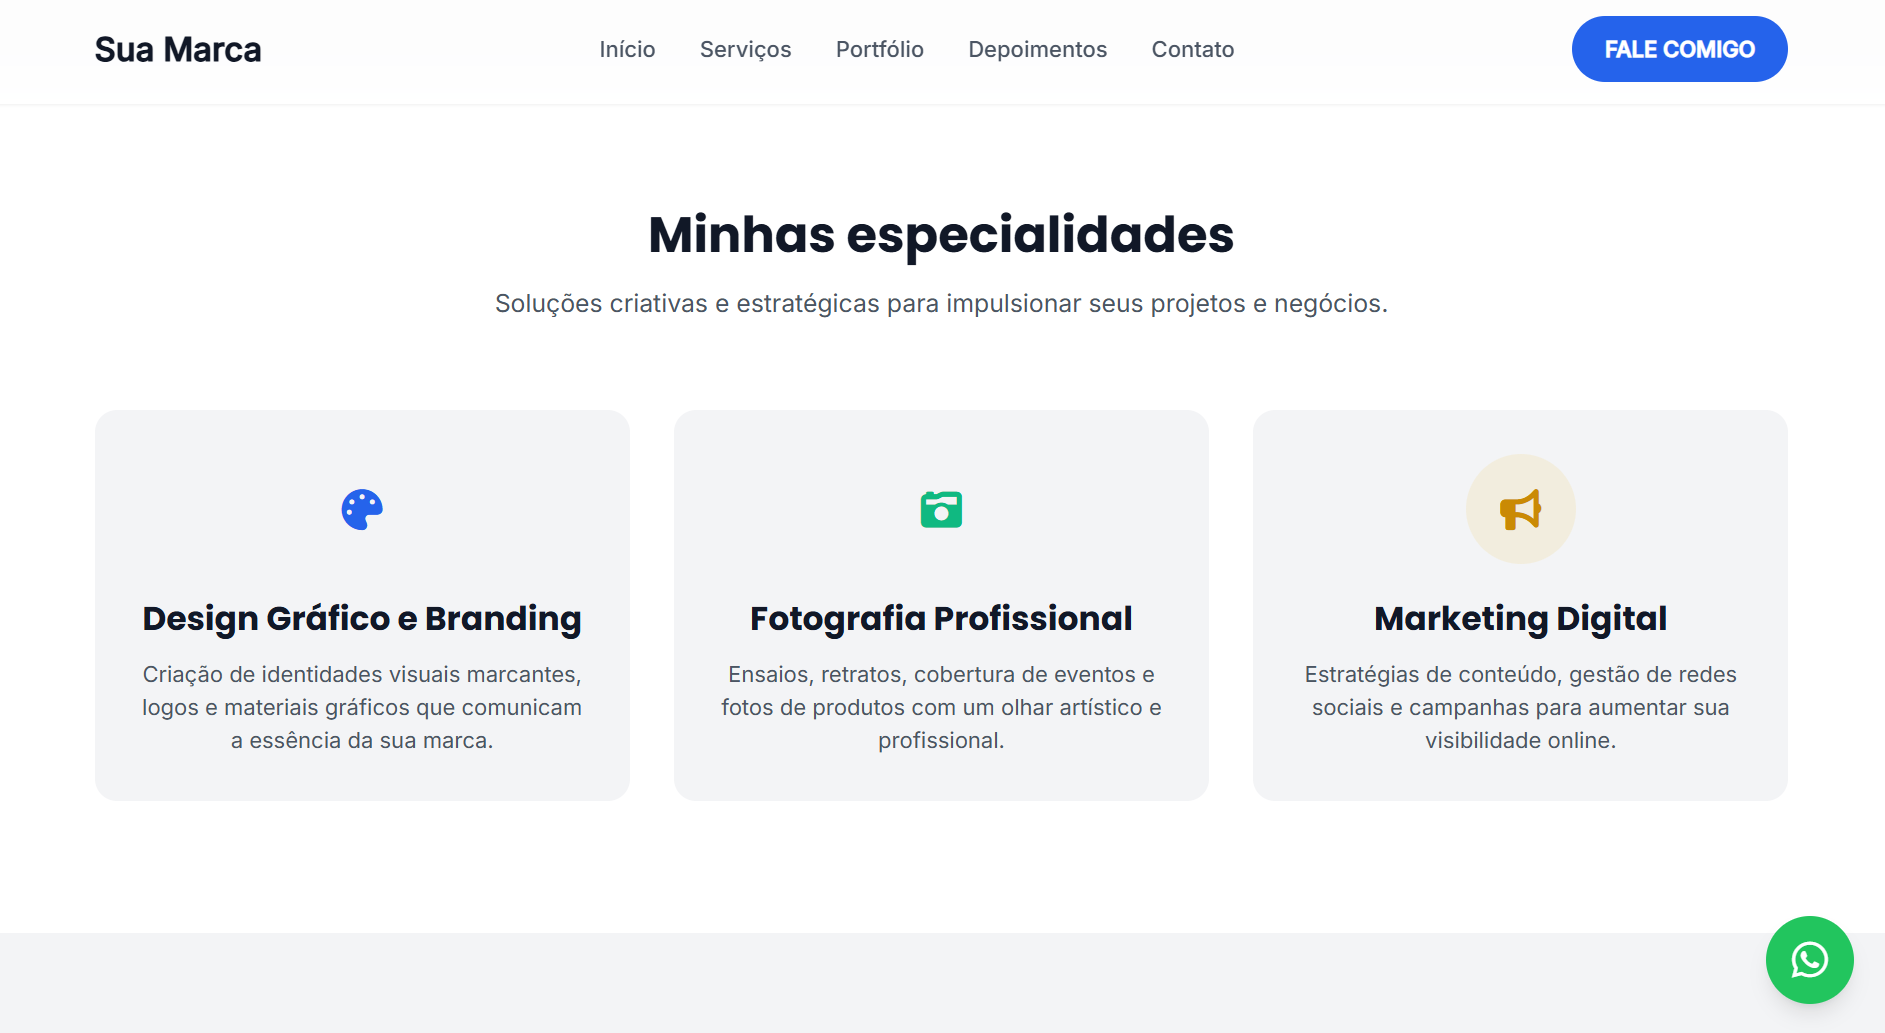 Sua Marca
Início
Serviços
Portfólio
Depoimentos
Contato
FALE COMIGO
Minhas especialidades
Soluções criativas e estratégicas para impulsionar seus projetos e negócios.
Design Gráfico e Branding
Criação de identidades visuais marcantes,
logos e materiais gráficos que comunicam
a essência da sua marca.
Fotografia Profissional
Ensaios, retratos, cobertura de eventos e
fotos de produtos com um olhar artístico e
profissional.
Marketing Digital
Estratégias de conteúdo, gestão de redes
sociais e campanhas para aumentar sua
visibilidade online.